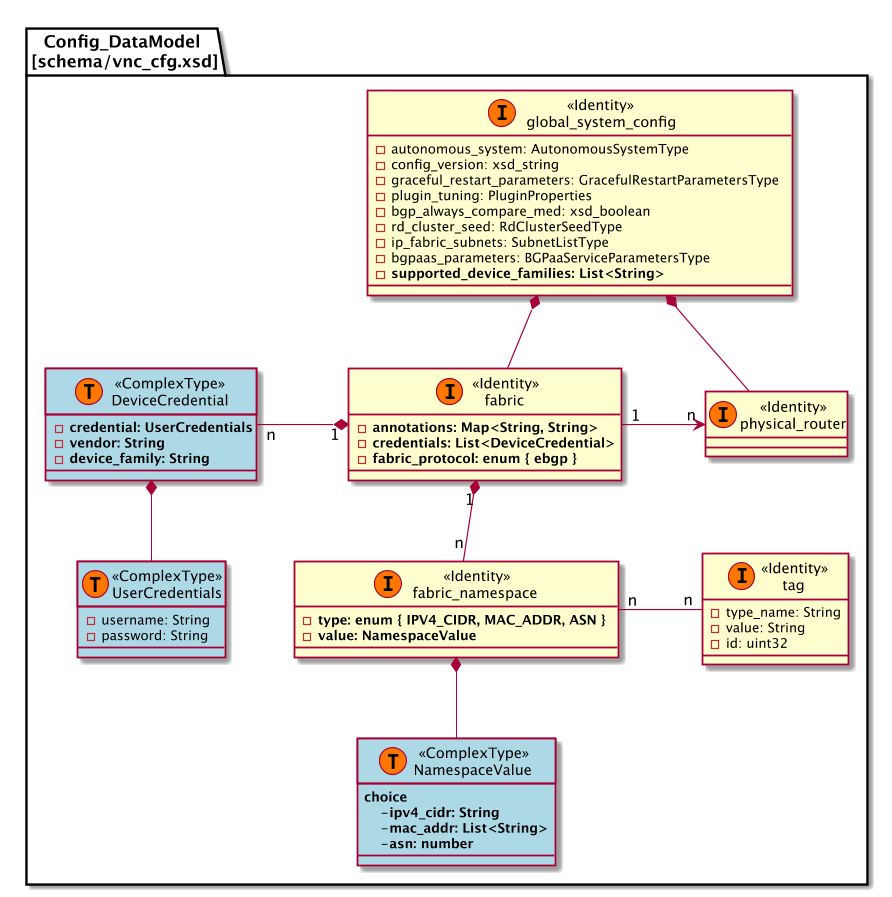 Config_DataModel
[schema/vnc_cfg.xsd]
I
«Identity»
global_system_config
autonomous_system: AutonomousSystemType
config_version: xsd_string
graceful_restart_parameters: GracefulRestartParametersType
plugin_tuning: PluginProperties
bgp_always_compare_med: xsd_boolean
rd_cluster_seed: RdClusterSeedType
ip_fabric_subnets: SubnetListType
bgpaas_parameters: BGPaaServiceParametersType
supported_device_families: List<String>
T
«ComplexType»
DeviceCredential
credential: UserCredentials
vendor: String
device_family: String
n
1
I
«Identity»
fabric
annotations: Map<String, String>
credentials: List<DeviceCredential>
fabric_protocol: enum { ebgp }
1
n
I
«Identity»
physical_router
1
n
T
«ComplexType»
UserCredentials
username: String
password: String
I
«Identity»
fabric_namespace
type: enum { IPV4_CIDR, MAC_ADDR, ASN }
value: NamespaceValue
n
n
I
«Identity»
tag
type_name: String
value: String
id: uint32
T
«ComplexType»
NamespaceValue
choice
-ipv4_cidr: String
-mac_addr: List<String>
-asn: number